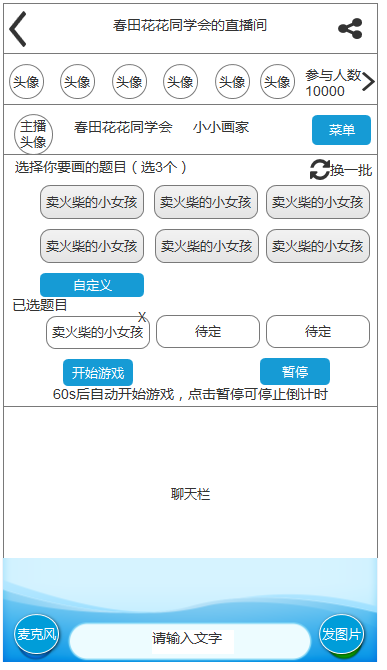 春田花花同学会的直播间
头像 头像 头像 头像 头像 头像 参与人数
10000
主播
头像
春田花花同学会 小小画家 菜单
选择你要画的题目（选3个） 换一批
卖火柴的小女孩 卖火柴的小女孩 卖火柴的小女孩
卖火柴的小女孩 卖火柴的小女孩 卖火柴的小女孩
自定义
已选题目
X
卖火柴的小女孩 待定 待定
开始游戏 暂停
60s后自动开始游戏，点击暂停可停止倒计时
聊天栏
麦克风 请输入文字 发图片